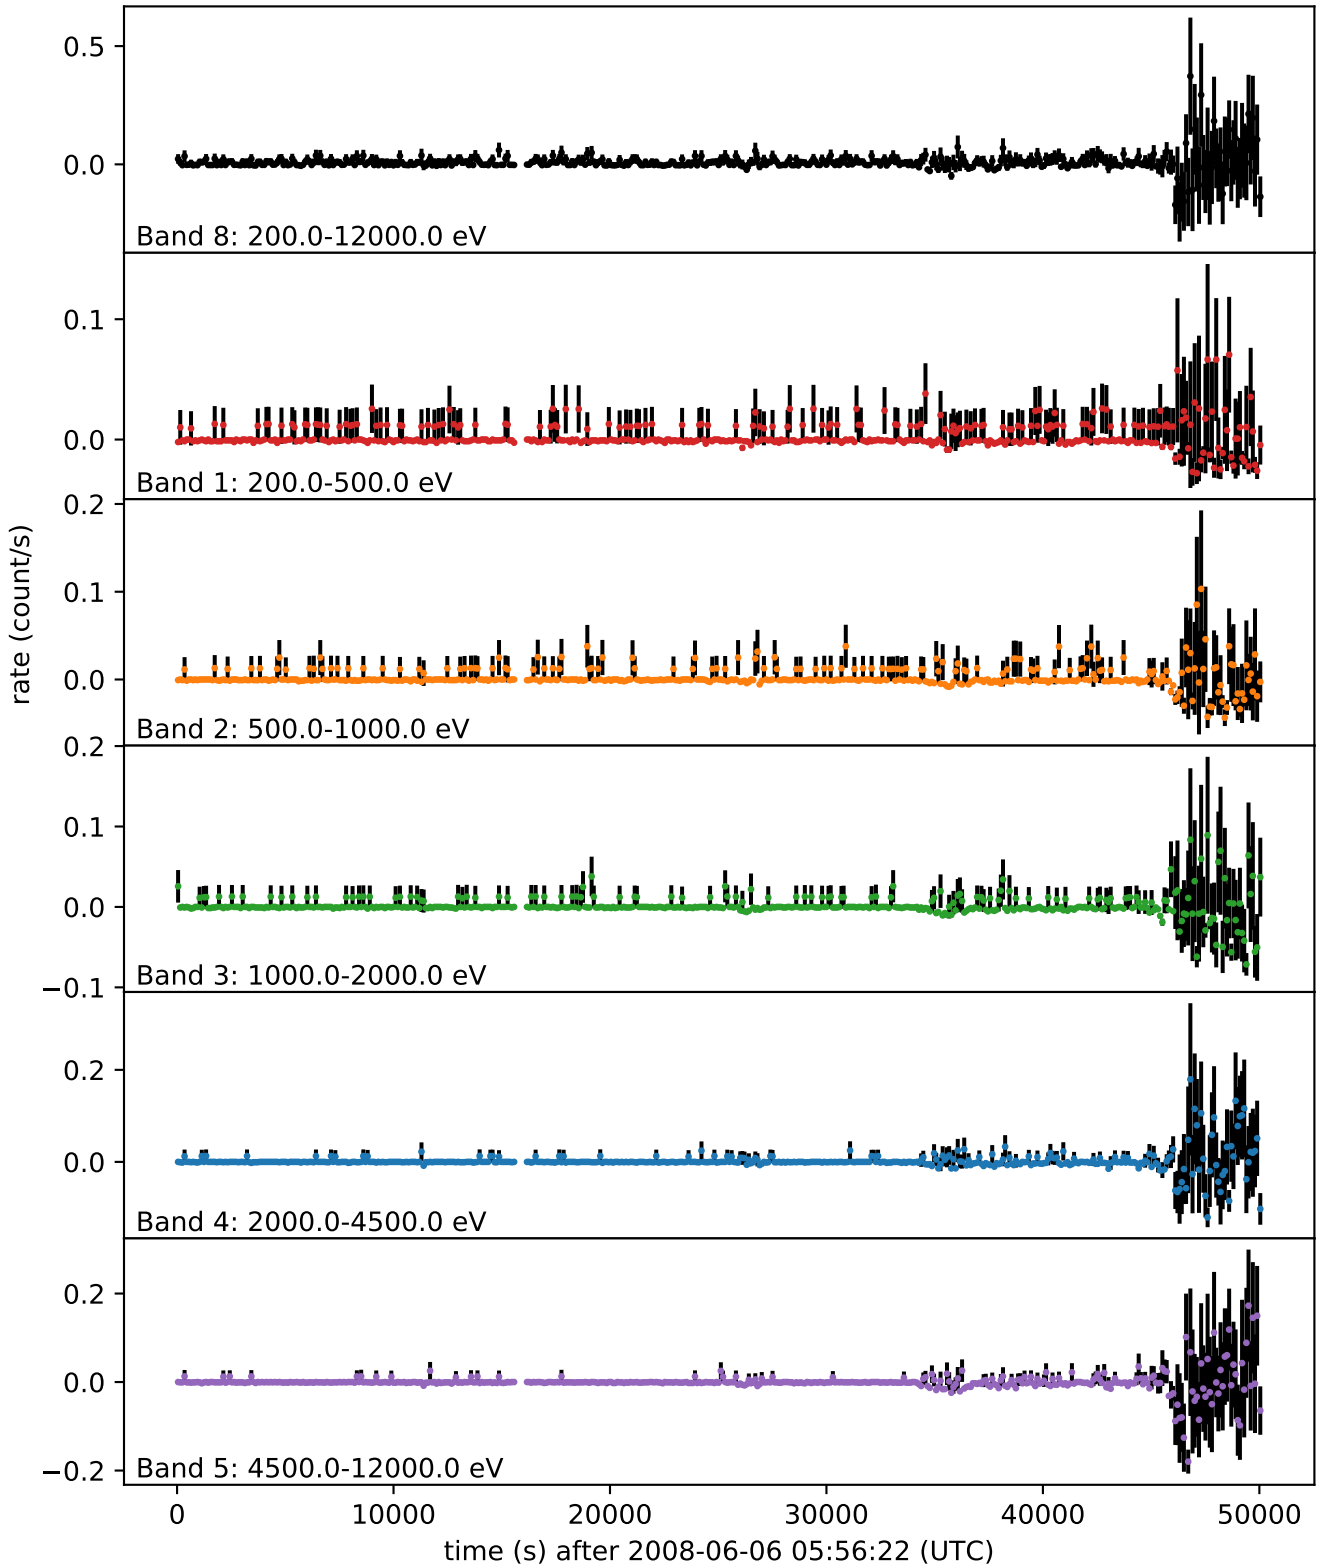 0.5
0.0
Band 8: 200.0-12000.0 eV
0.1
0.0
Band 1: 200.0-500.0 eV
0.2
0.1
0.0
Band 2: 500.0-1000.0 eV
0.2
0.1
0.0
−0.1
Band 3: 1000.0-2000.0 eV
0.2
0.0
Band 4: 2000.0-4500.0 eV
0.2
0.0
−0.2
Band 5: 4500.0-12000.0 eV
rate (count/s)
0 10000 20000 30000 40000 50000
time (s) after 2008-06-06 05:56:22 (UTC)